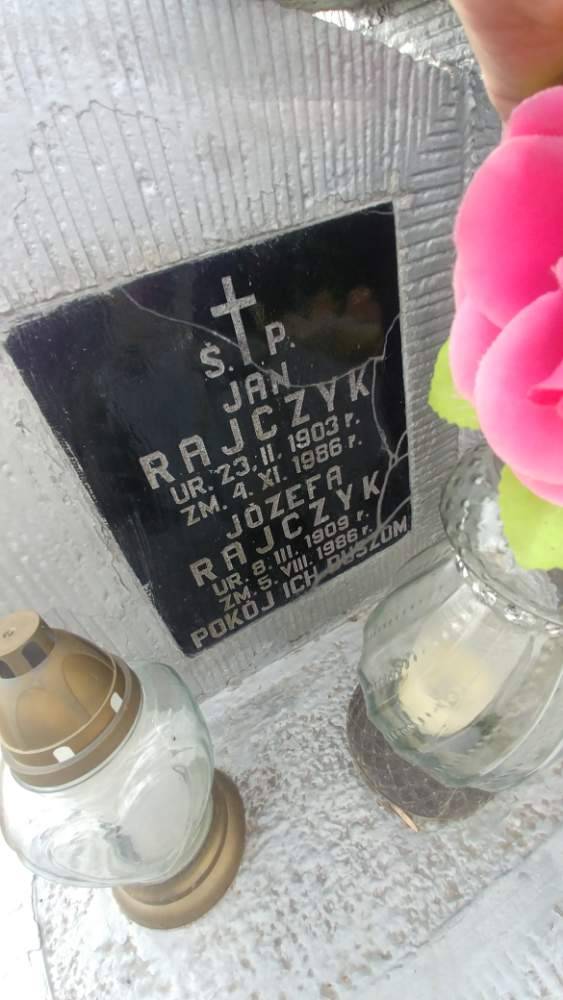 Ś. P.
JAN
RAJCZYK
UR. 23. II. 1903 r.
ZM. 4. XI. 1986 r.
JÓZEFA
RAJCZYK
UR. 8. III. 1909 r.
ZM. 5. VIII. 1986 r.
POKÓJ ICH DUSZOM